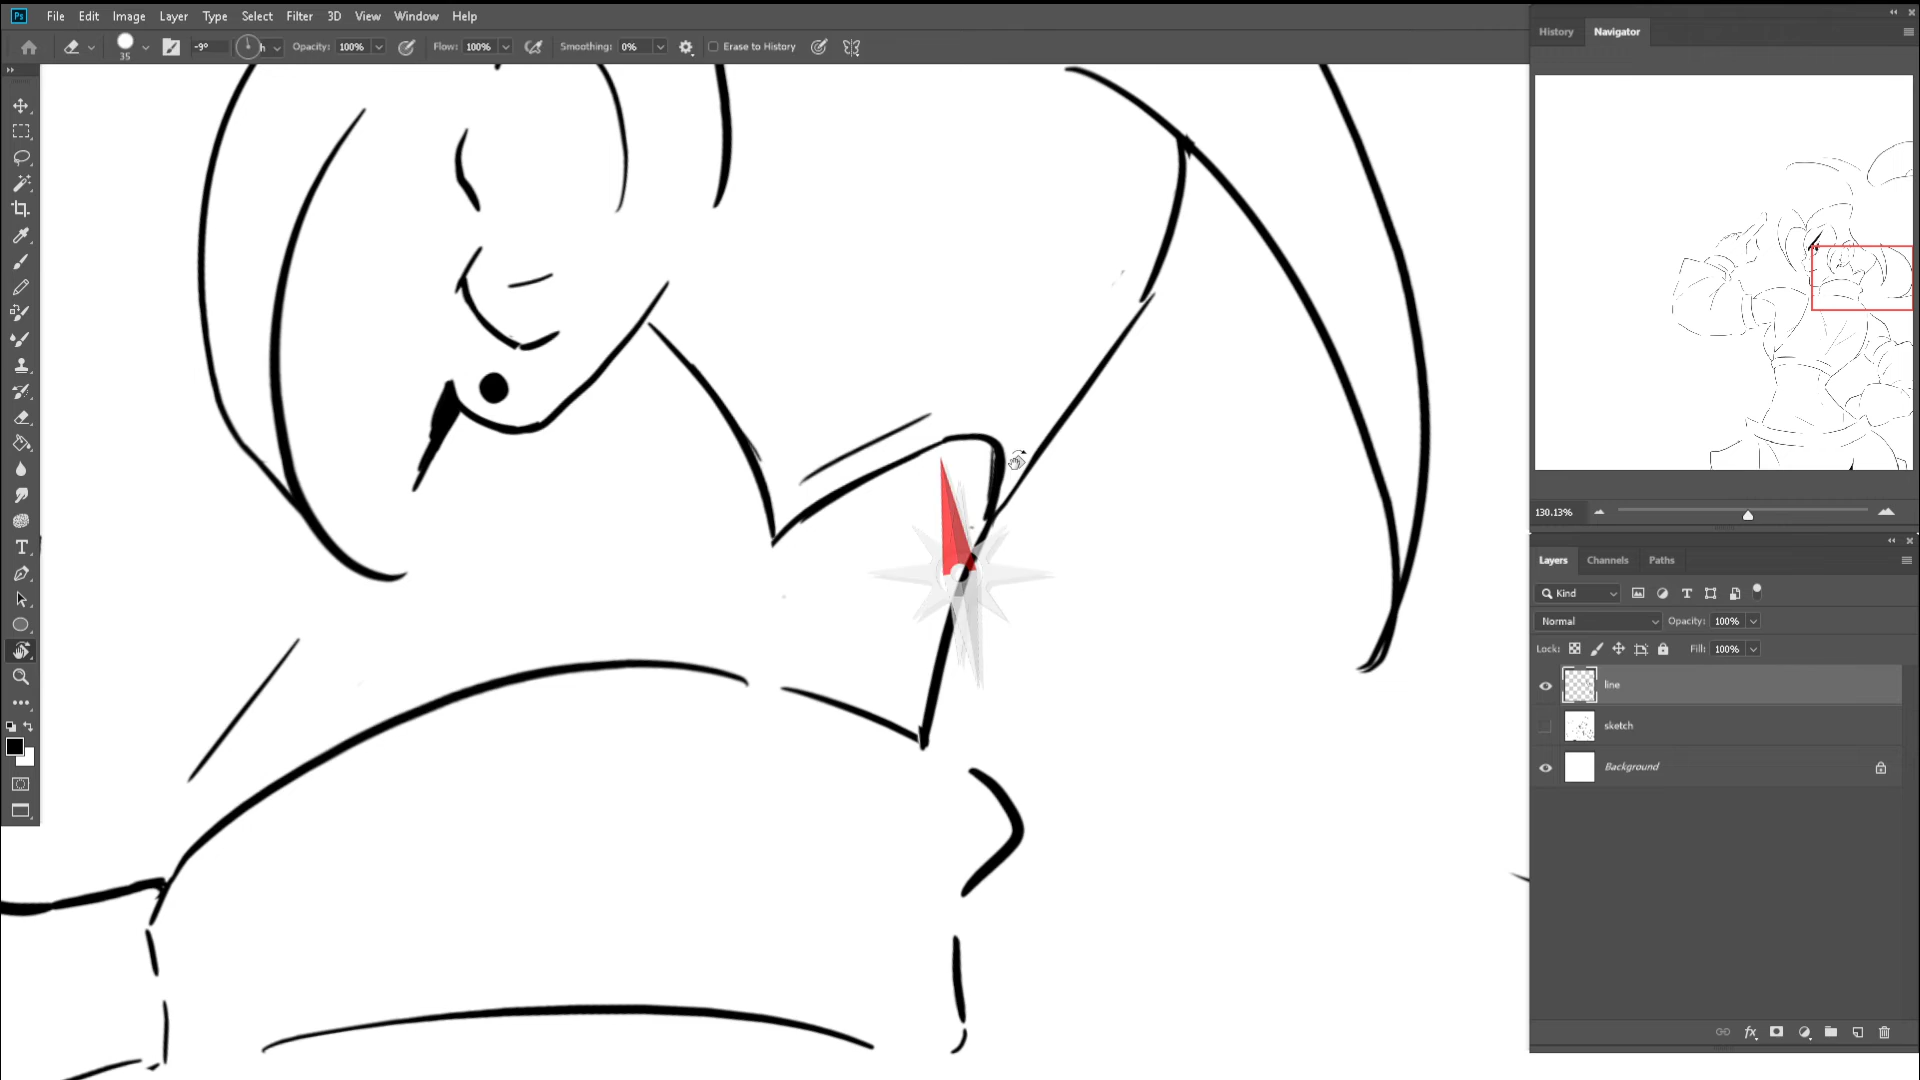 Ps File Edit Image Layer Type Select Filter 3D View Window Help
35 -9° h Opacity: 100% Flow: 100% Smoothing: 0% Erase to History
History Navigator
130.13%
Layers Channels Paths
Kind
Normal Opacity: 100%
Lock: Fill: 100%
line
sketch
Background
fx